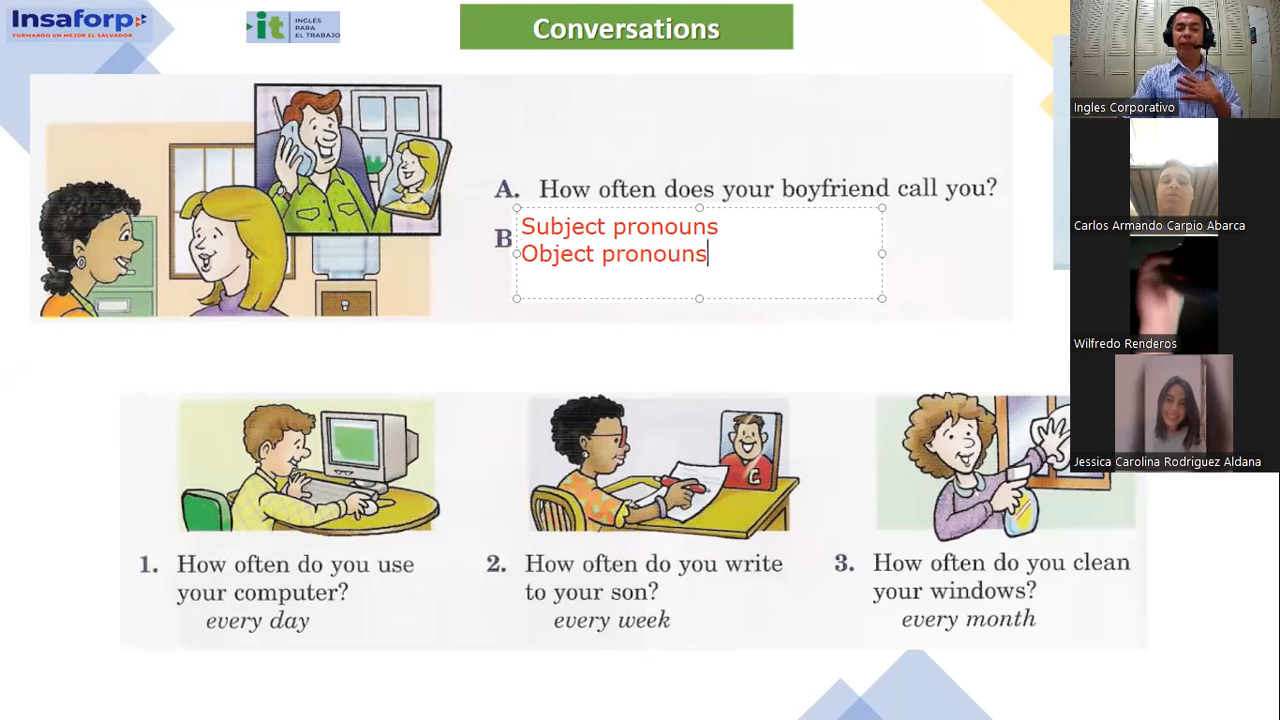 Insaforp
FORMANDO UN MEJOR EL SALVADOR
it
INGLÉS
PARA
EL TRABAJO
Conversations
A. How often does your boyfriend call you?
B
Subject pronouns
Object pronouns
1. How often do you use
your computer?
every day
2. How often do you write
to your son?
every week
C
3. How often do you clean
your windows?
every month
Ingles Corporativo
Carlos Armando Carpio Abarca
Wilfredo Renderos
Jessica Carolina Rodriguez Aldana